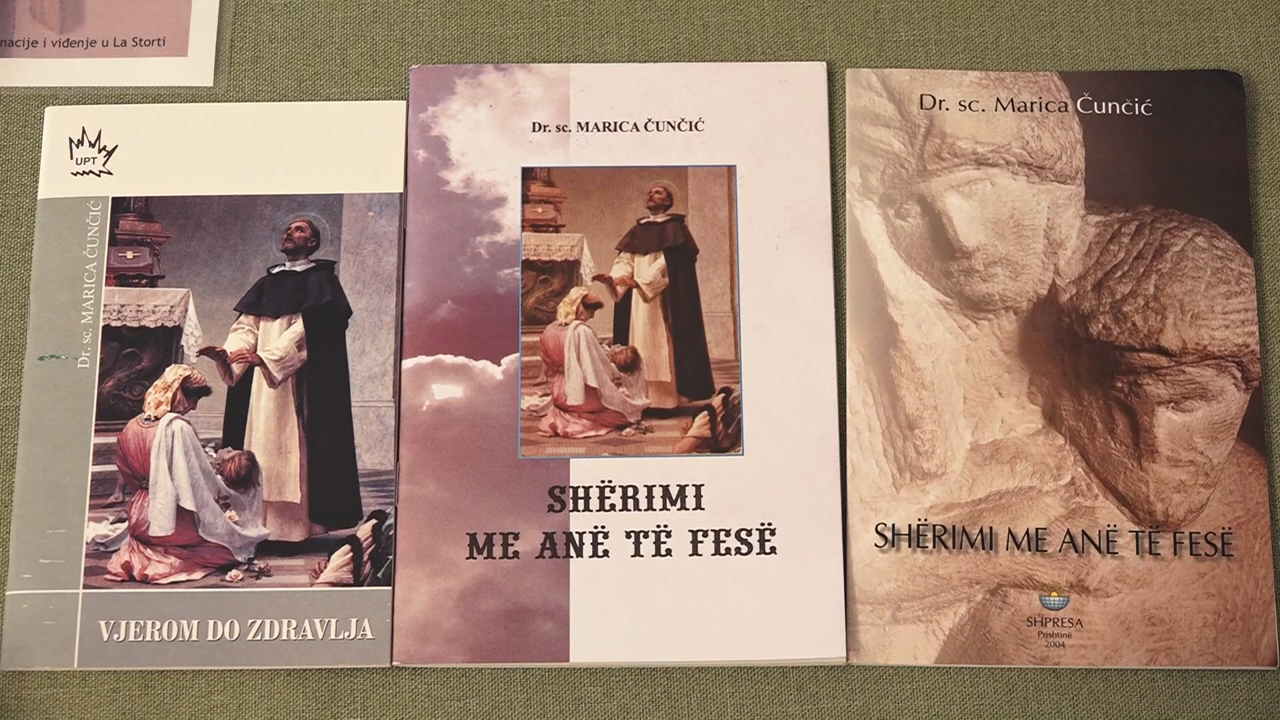 nacije i viđenje u La Storti
UPT
Dr. sc. MARICA ČUNČIĆ
VJEROM DO ZDRAVLJA
Dr. sc. MARICA ČUNČIĆ
SHËRIMI
ME ANË TË FESË
Dr. sc. Marica Čunčić
SHËRIMI ME ANË TË FESË
SHPRESA
Prishtinë
2004